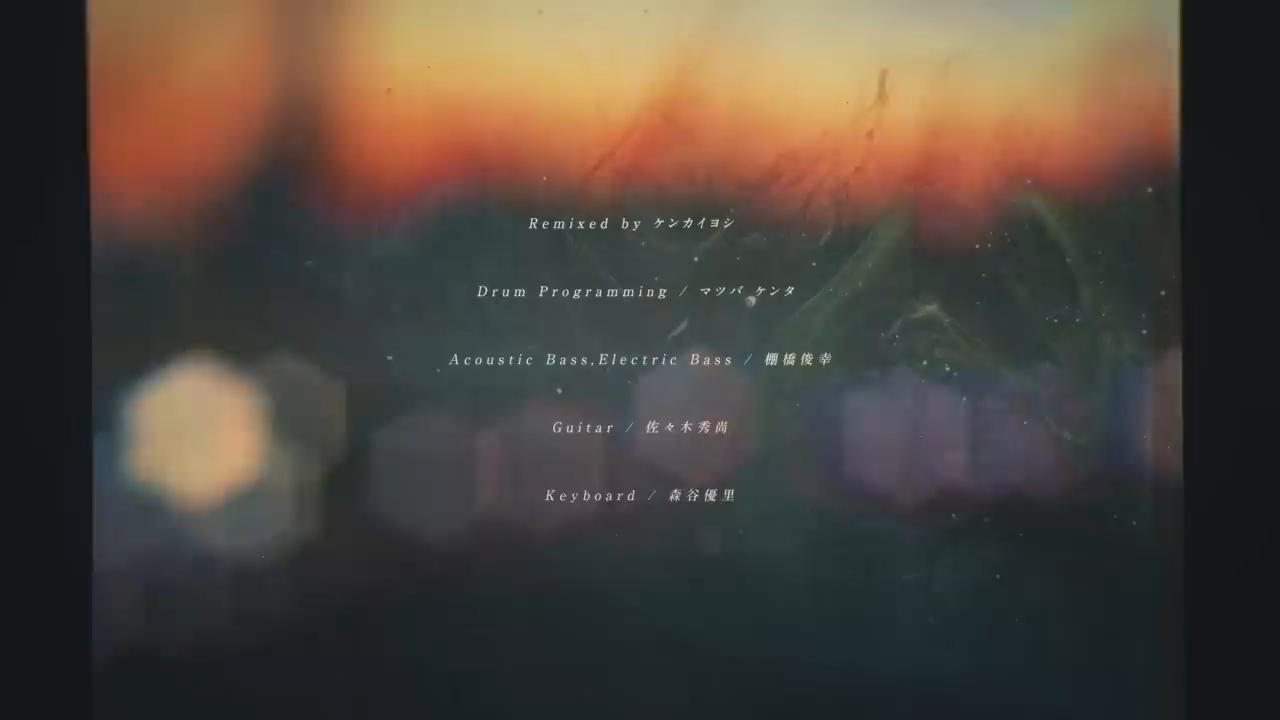 Remixed by ケンカイヨシ
Drum Programming / マツバ ケンタ
Acoustic Bass,Electric Bass / 棚橋俊幸
Guitar / 佐々木秀尚
Keyboard / 森谷優里